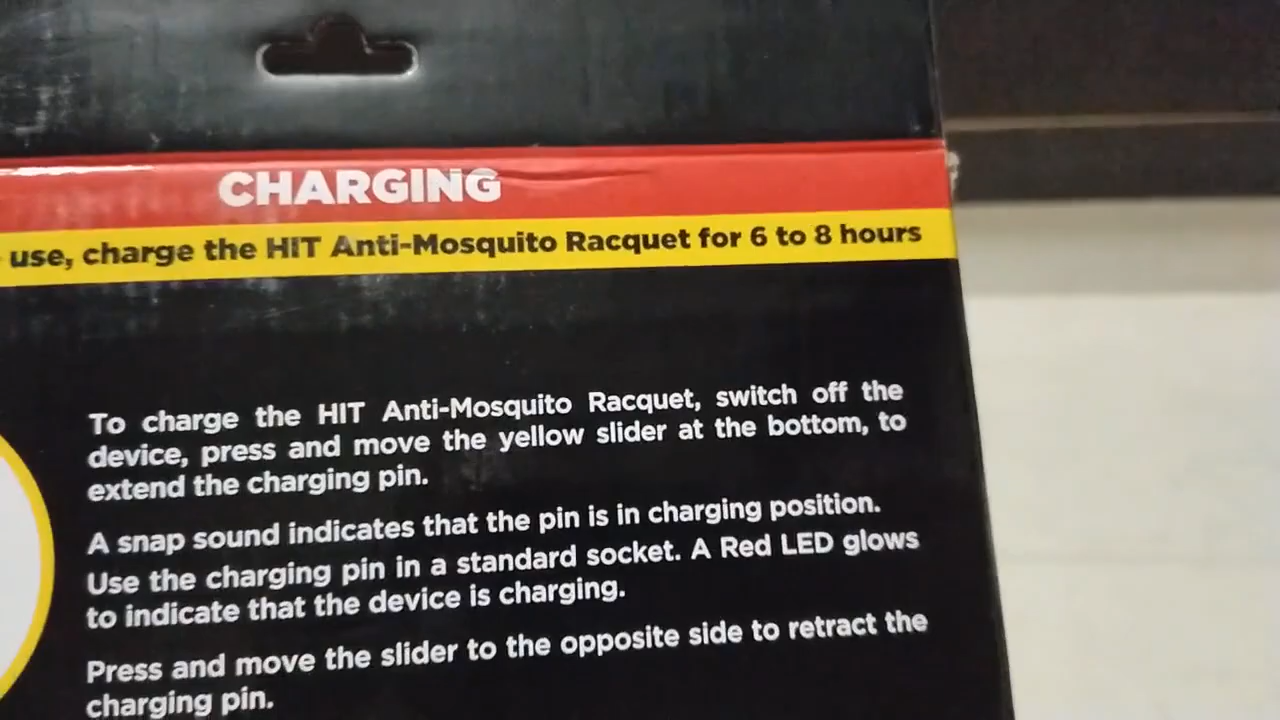 CHARGING
use, charge the HIT Anti-Mosquito Racquet for 6 to 8 hours
To charge the HIT Anti-Mosquito Racquet, switch off the
device, press and move the yellow slider at the bottom, to
extend the charging pin.
A snap sound indicates that the pin is in charging position.
Use the charging pin in a standard socket. A Red LED glows
to indicate that the device is charging.
Press and move the slider to the opposite side to retract the
charging pin.